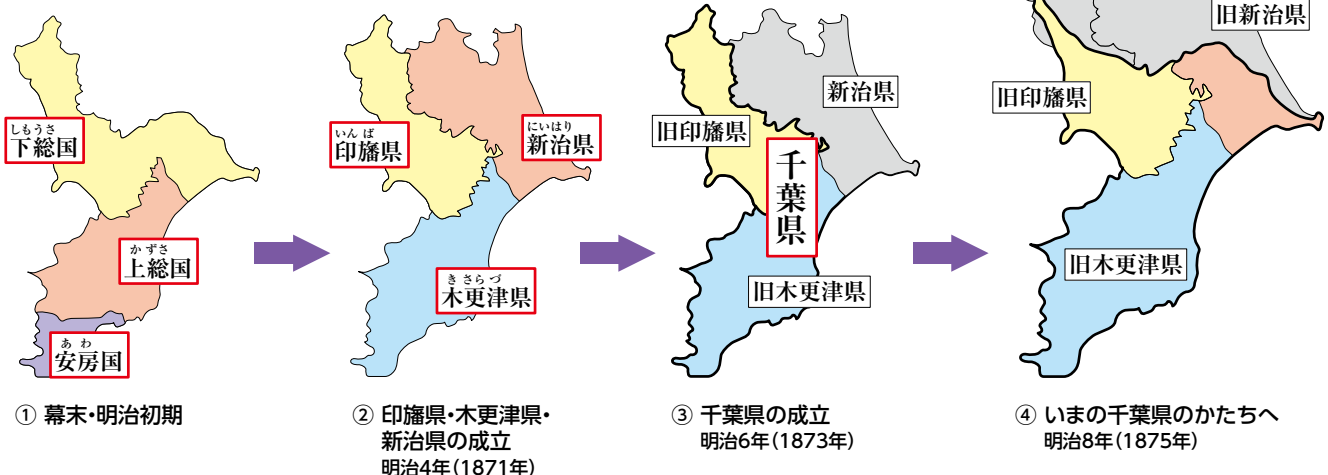 しもうさ
下総国
かずさ
上総国
あわ
安房国
① 幕末・明治初期
いんば
印旛県
にいはり
新治県
きさらづ
木更津県
② 印旛県・木更津県・
新治県の成立
明治4年(1871年)
旧印旛県
新治県
千葉県
旧木更津県
③ 千葉県の成立
明治6年(1873年)
旧新治県
旧印旛県
旧木更津県
④ いまの千葉県のかたちへ
明治8年(1875年)